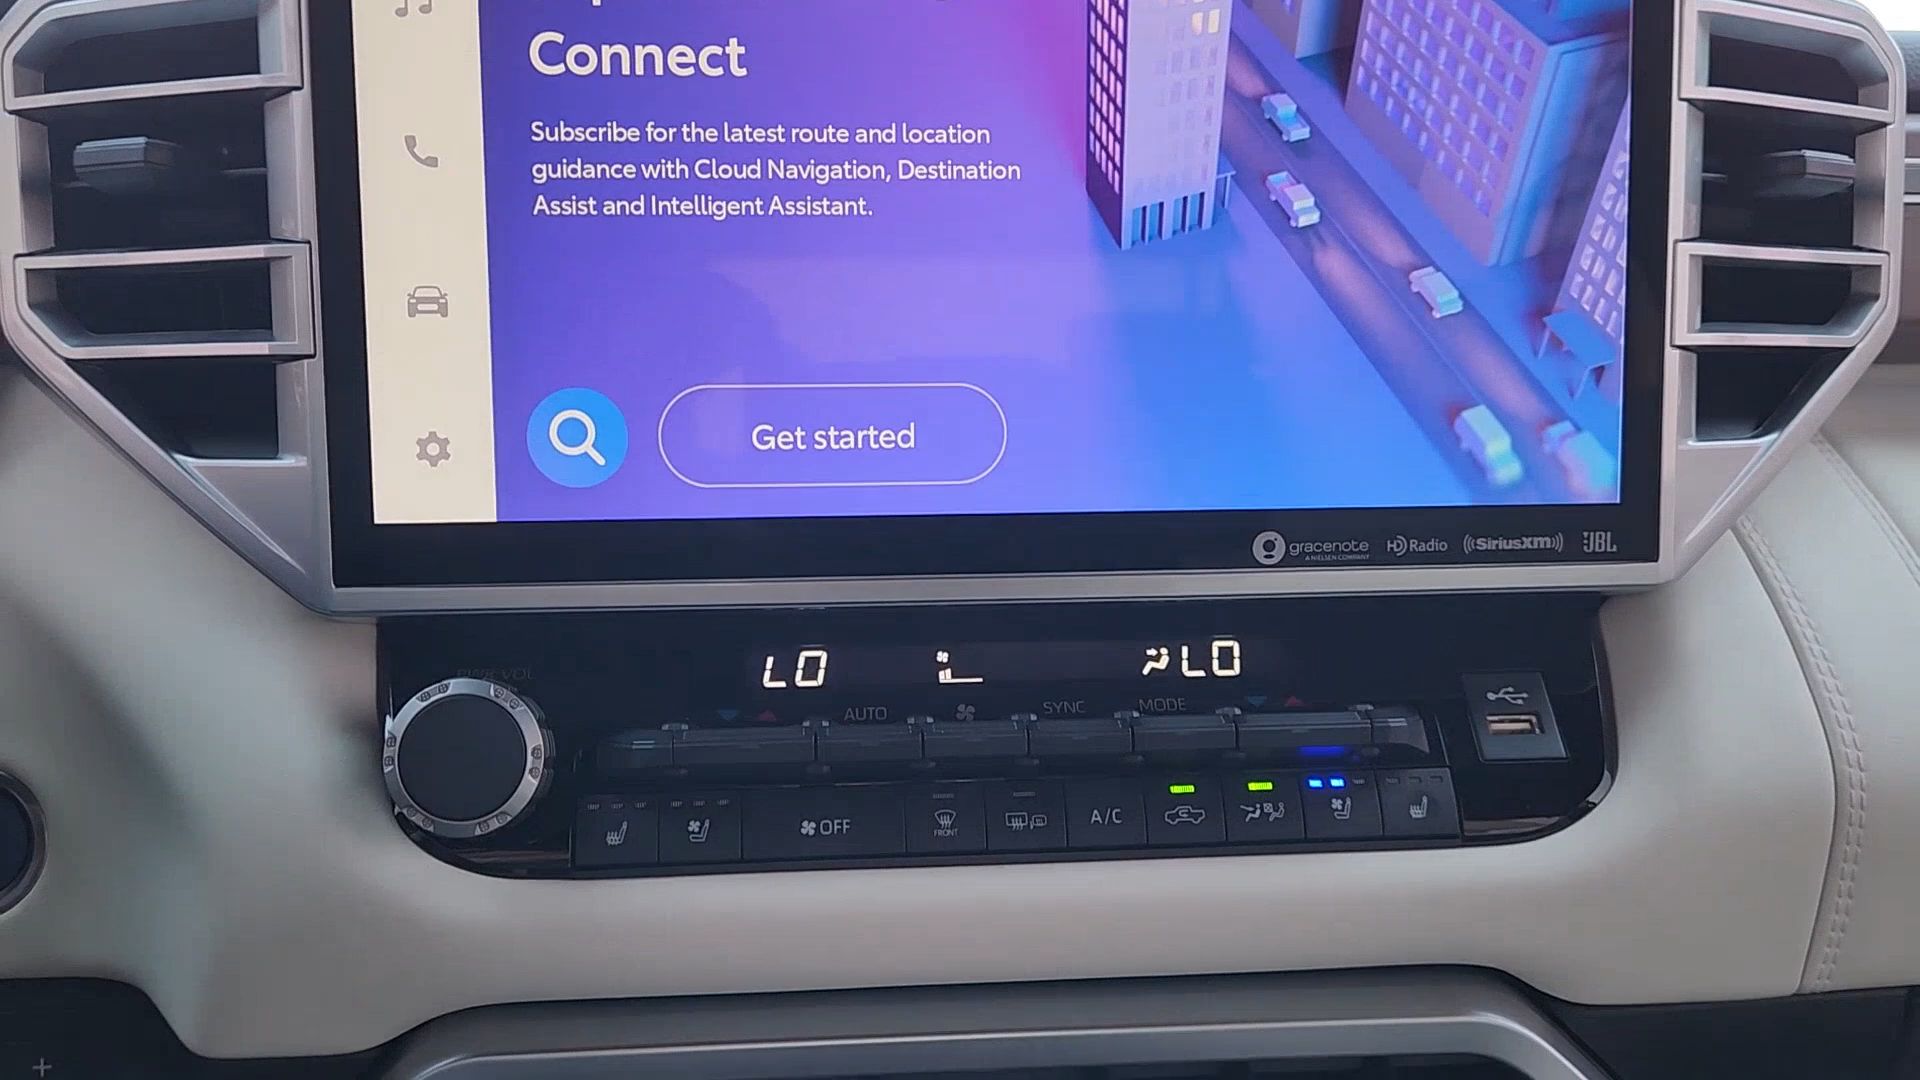 Connect
Subscribe for the latest route and location
guidance with Cloud Navigation, Destination
Assist and Intelligent Assistant.
Get started
gracenote
A NIELSEN COMPANY
HD Radio
SiriusXM
JBL
PWR·VOL
LO
LO
AUTO
SYNC
MODE
OFF
FRONT
A/C